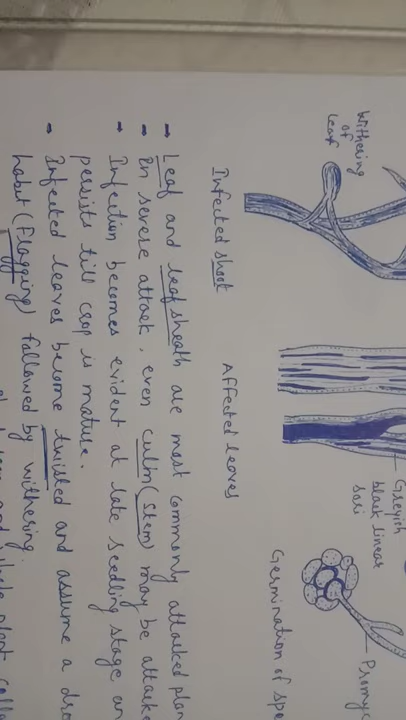 Withering
of
leaf
Infected shoot
Affected leaves
Greyish
black linear
sori
Germination of spo
Promyc
- Leaf and leaf sheath are most commonly attacked plan
- In severe attack, even culm (stem) may be attacke
- Infection becomes evident at late seedling stage an
persists till crop is mature.
- Infected leaves become twisted and assume a dro
habit (Flagging) followed by withering.